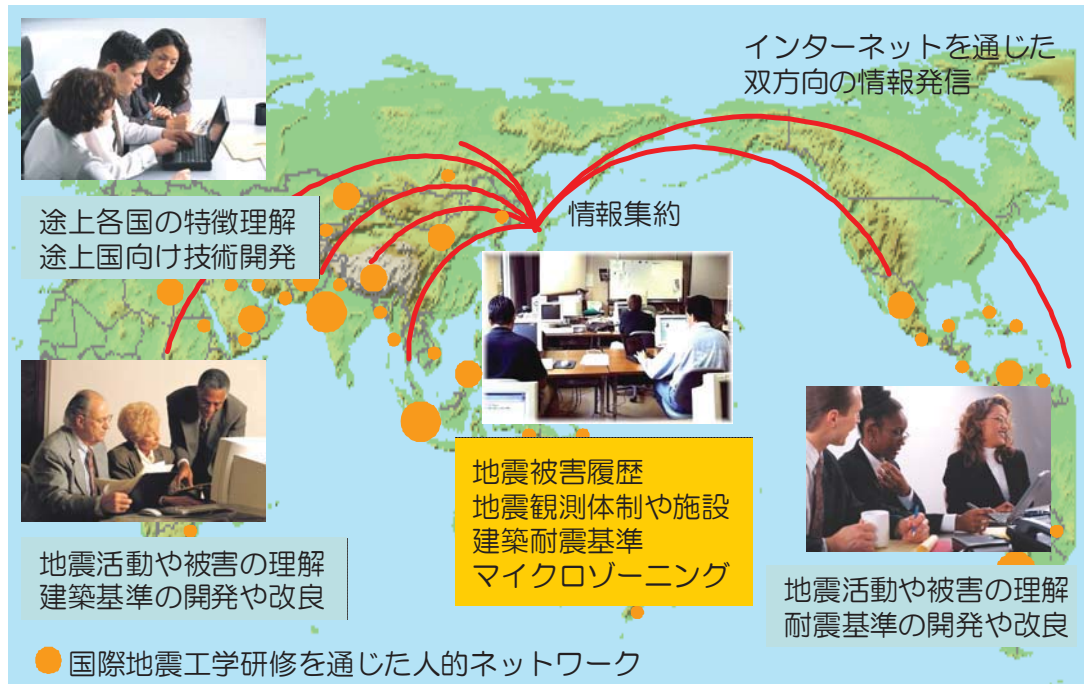 インターネットを通じた
双方向の情報発信
途上各国の特徴理解
途上国向け技術開発
情報集約
地震被害履歴
地震観測体制や施設
建築耐震基準
マイクロゾーニング
地震活動や被害の理解
建築基準の開発や改良
地震活動や被害の理解
耐震基準の開発や改良
国際地震工学研修を通じた人的ネットワーク